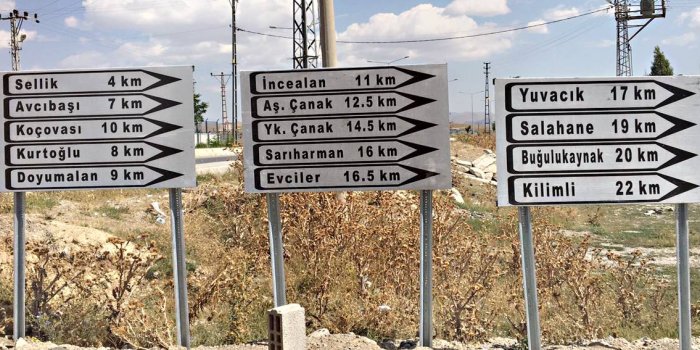 Sellik 4 km
Avcıbaşı 7 km
Koçovası 10 km
Kurtoğlu 8 km
Doyumalan 9 km
İncealan 11 km
Aş. Çanak 12.5 km
Yk. Çanak 14.5 km
Sarıharman 16 km
Evciler 16.5 km
Yuvacık 17 km
Salahane 19 km
Buğulukaynak 20 km
Kilimli 22 km